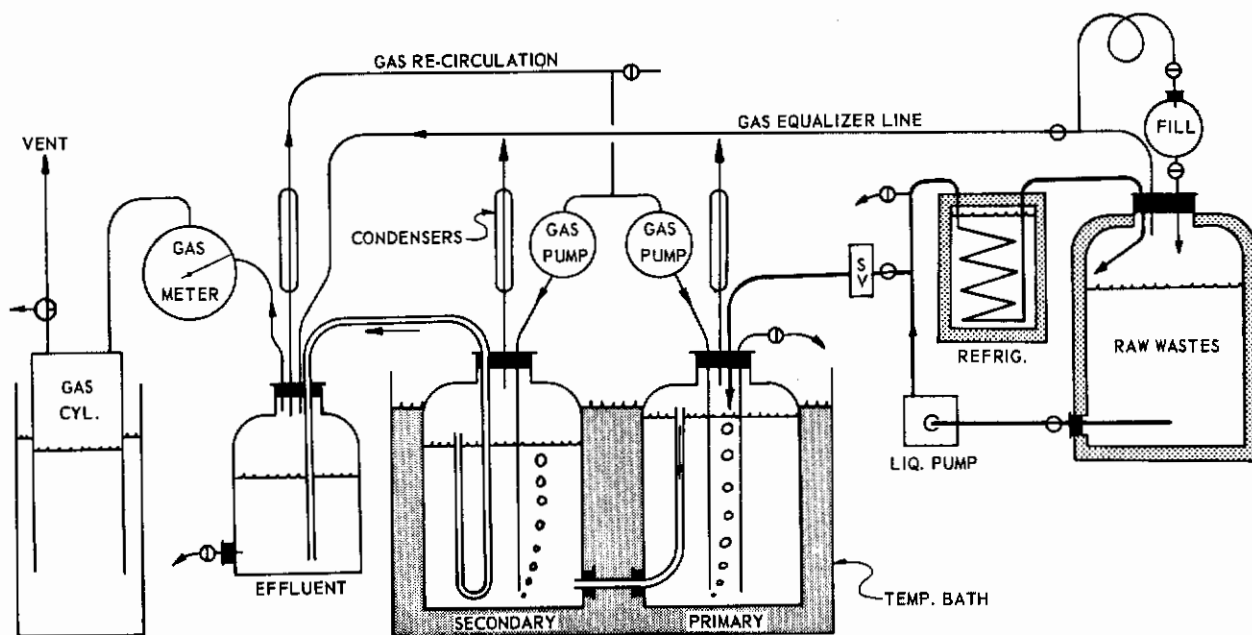 GAS RE-CIRCULATION
GAS EQUALIZER LINE
FILL
VENT
CONDENSERS
GAS
PUMP
GAS
PUMP
GAS
METER
S
V
REFRIG.
RAW WASTES
GAS
CYL.
LIQ. PUMP
EFFLUENT
SECONDARY
PRIMARY
TEMP. BATH